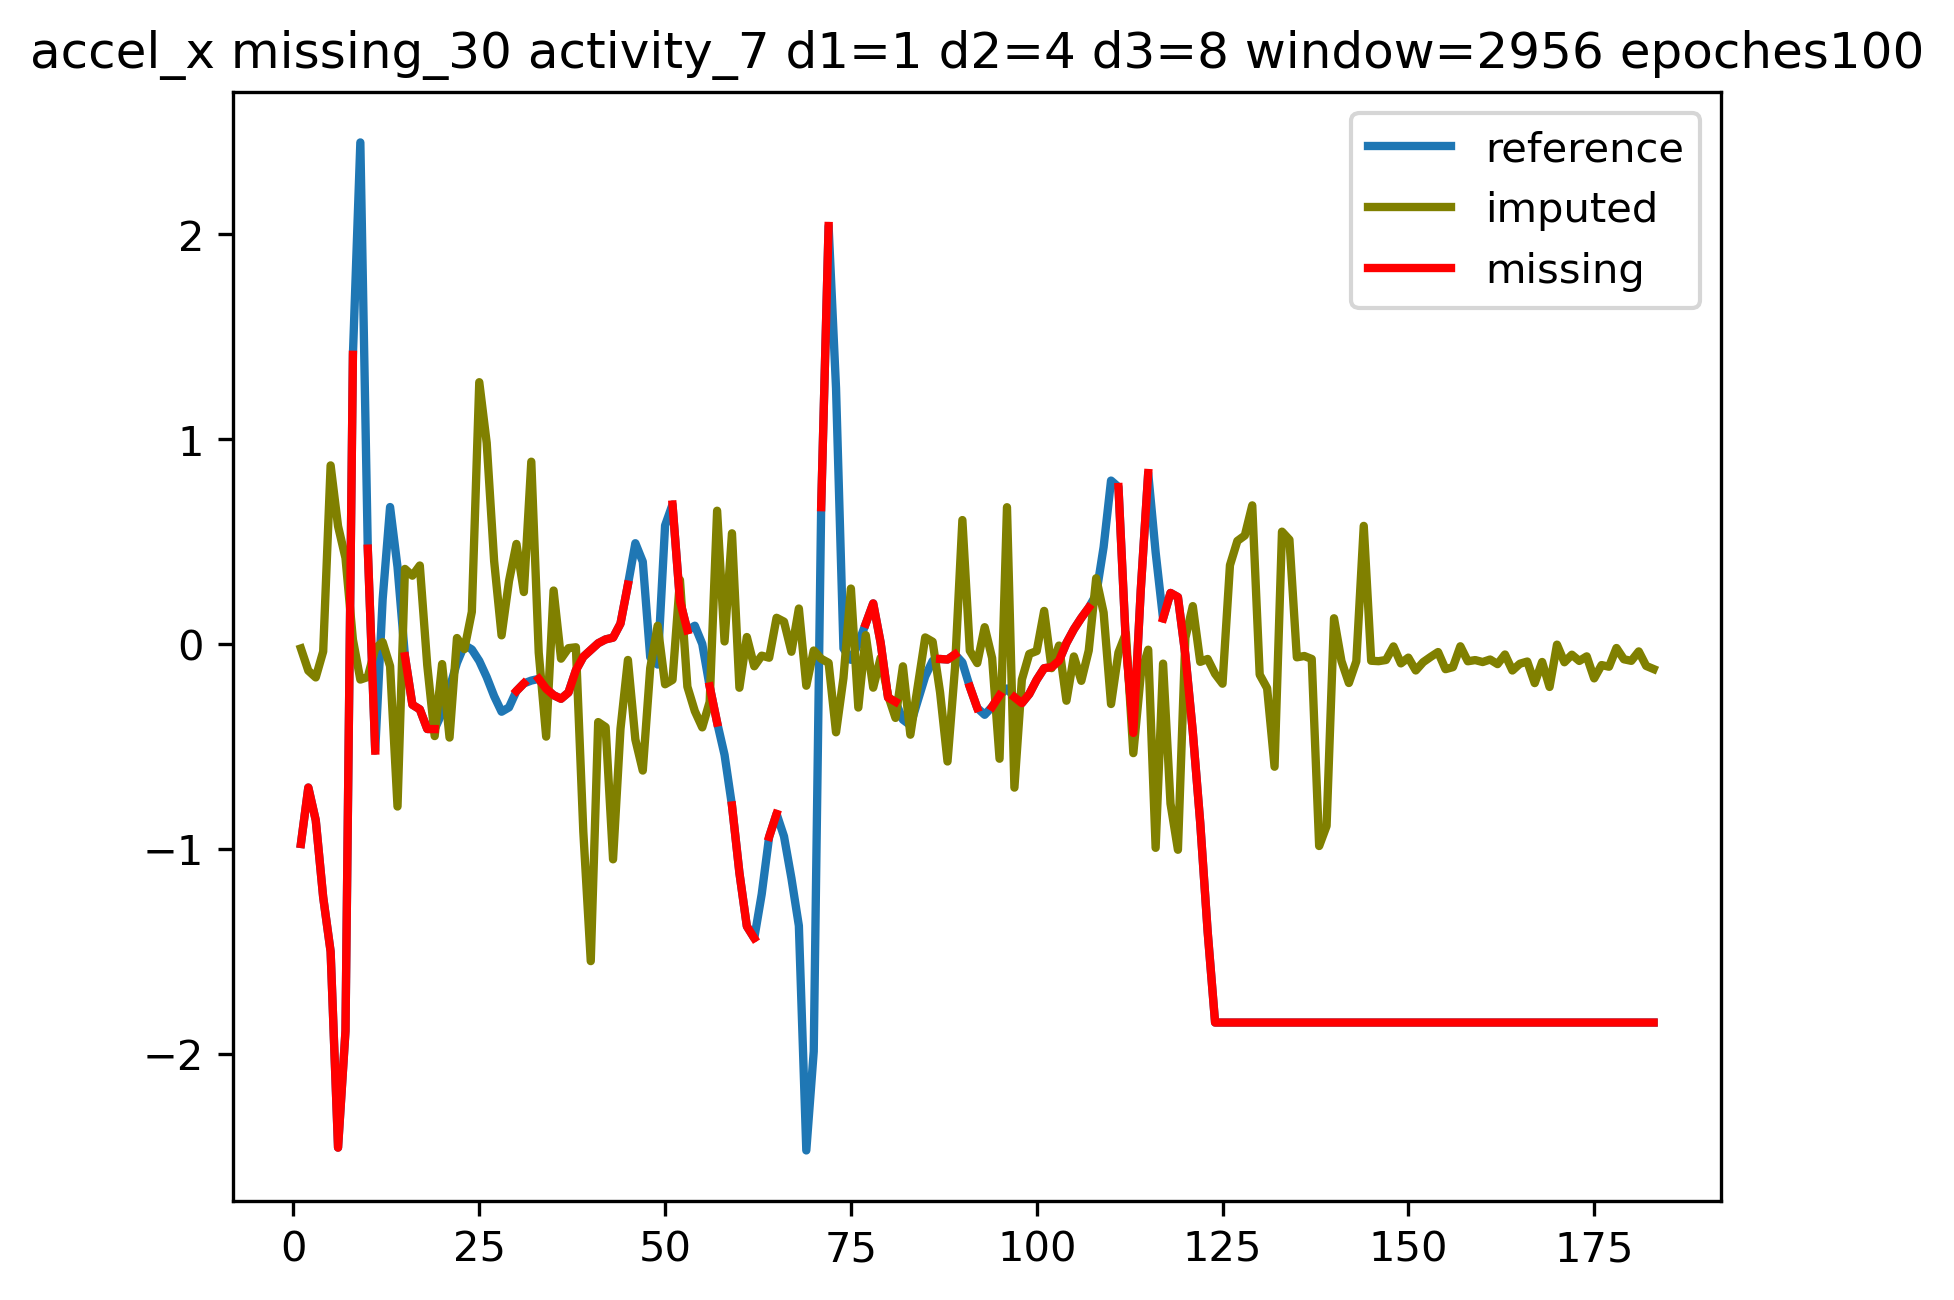 accel_x missing_30 activity_7 d1=1 d2=4 d3=8 window=2956 epoches100
reference
imputed
missing
2
1
0
−1
−2
0 25 50 75 100 125 150 175